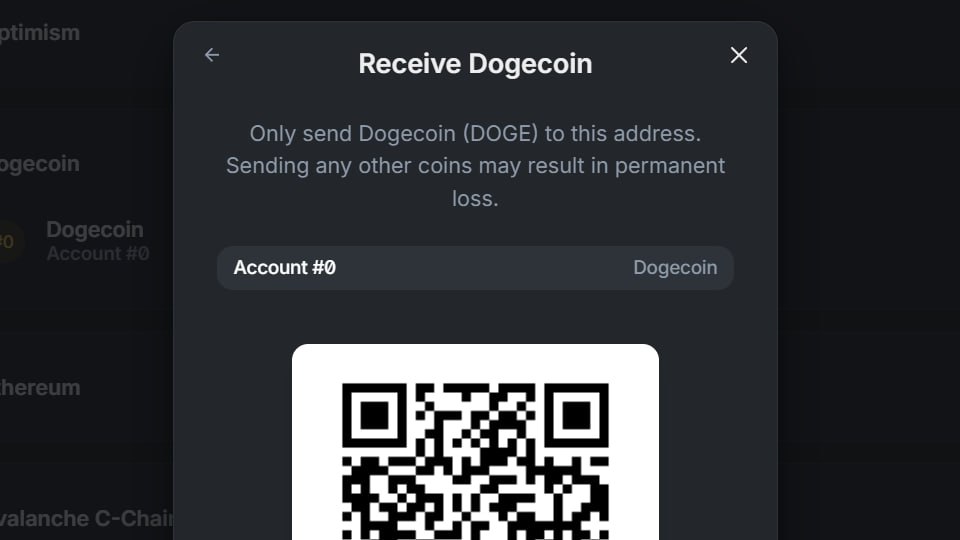 ptimism
Receive Dogecoin
Only send Dogecoin (DOGE) to this address.
Sending any other coins may result in permanent
loss.
ogecoin
#0
Dogecoin
Account #0
Account #0
Dogecoin
thereum
valanche C-Chain